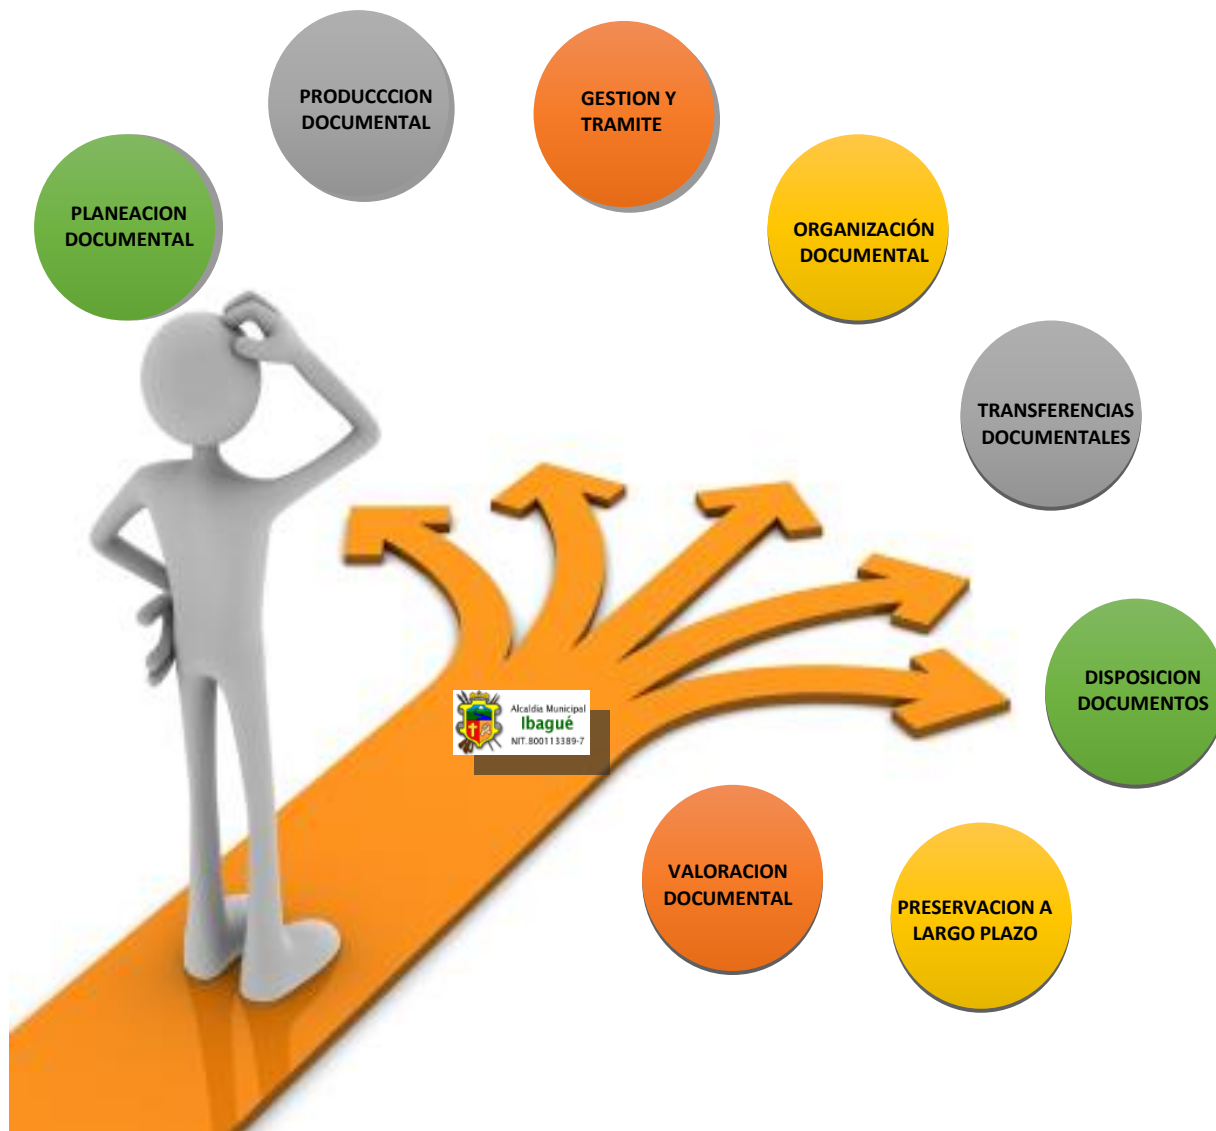 PRODUCCCION
DOCUMENTAL
GESTION Y
TRAMITE
PLANEACION
DOCUMENTAL
ORGANIZACIÓN
DOCUMENTAL
TRANSFERENCIAS
DOCUMENTALES
DISPOSICION
DOCUMENTOS
Alcaldia Municipal
Ibagué
NIT.800113389-7
VALORACION
DOCUMENTAL
PRESERVACION A
LARGO PLAZO